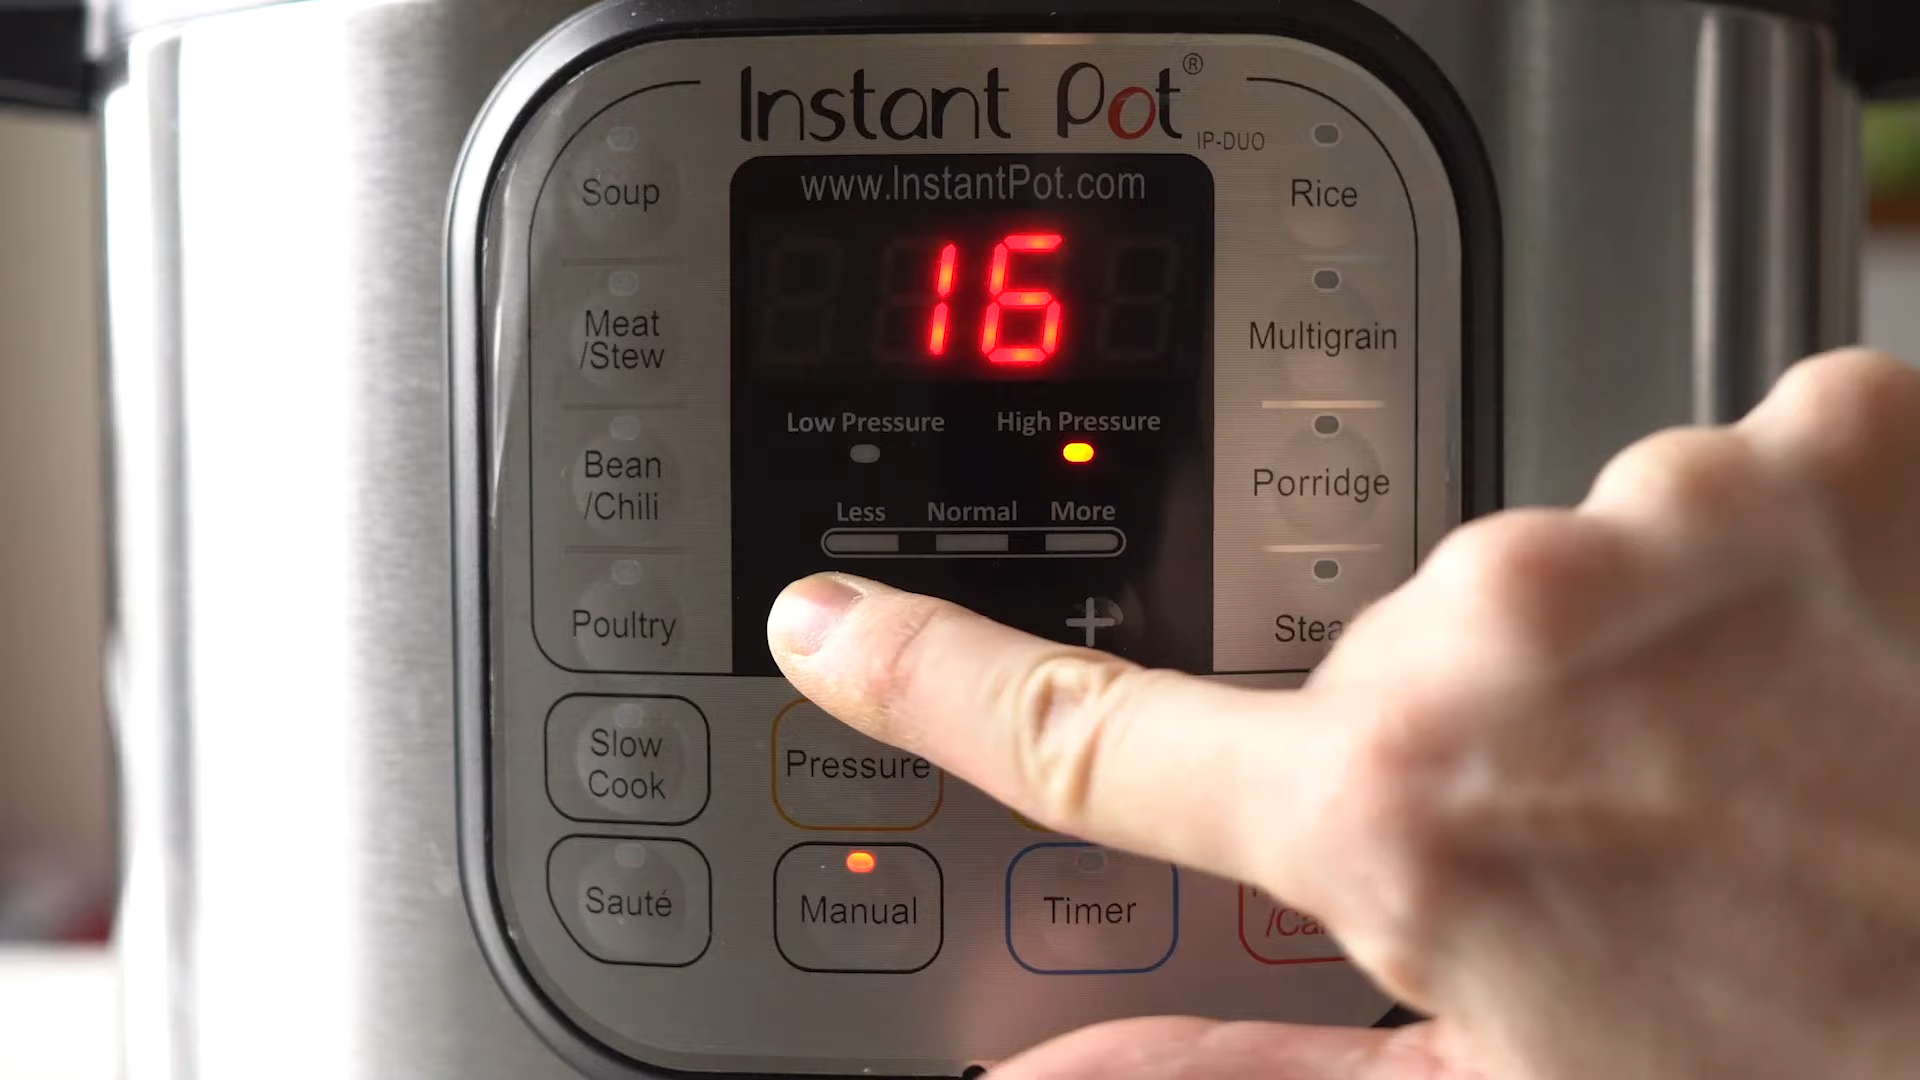 Instant Pot®
IP-DUO
www.InstantPot.com
16
Soup
Meat
/Stew
Bean
/Chili
Poultry
Low Pressure
High Pressure
Less
Normal
More
+
Rice
Multigrain
Porridge
Slow
Cook
Pressure
Sauté
Manual
Timer